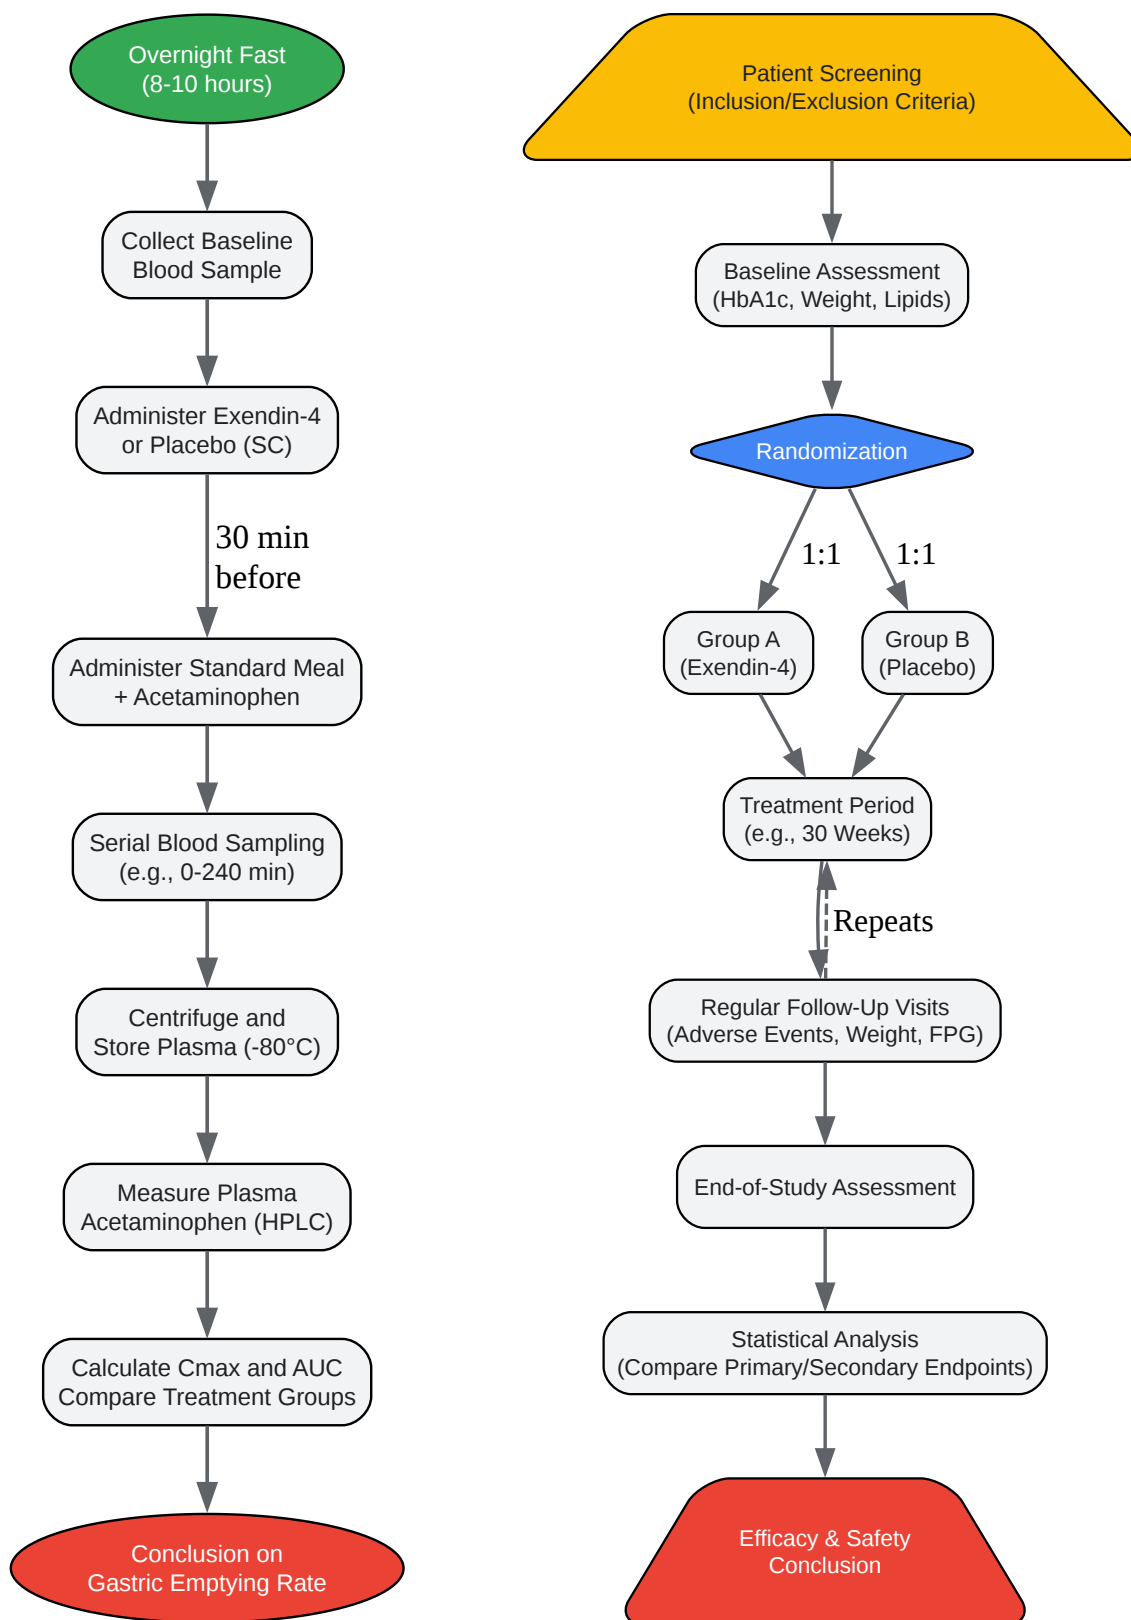 Overnight Fast
(8-10 hours)
Collect Baseline
Blood Sample
Administer Exendin-4
or Placebo (SC)
30 min
before
Administer Standard Meal
+ Acetaminophen
Serial Blood Sampling
(e.g., 0-240 min)
Centrifuge and
Store Plasma (-80°C)
Measure Plasma
Acetaminophen (HPLC)
Calculate Cmax and AUC
Compare Treatment Groups
Conclusion on
Gastric Emptying Rate
Patient Screening
(Inclusion/Exclusion Criteria)
Baseline Assessment
(HbA1c, Weight, Lipids)
Randomization
1:1
1:1
Group A
(Exendin-4)
Group B
(Placebo)
Treatment Period
(e.g., 30 Weeks)
Repeats
Regular Follow-Up Visits
(Adverse Events, Weight, FPG)
End-of-Study Assessment
Statistical Analysis
(Compare Primary/Secondary Endpoints)
Efficacy & Safety
Conclusion